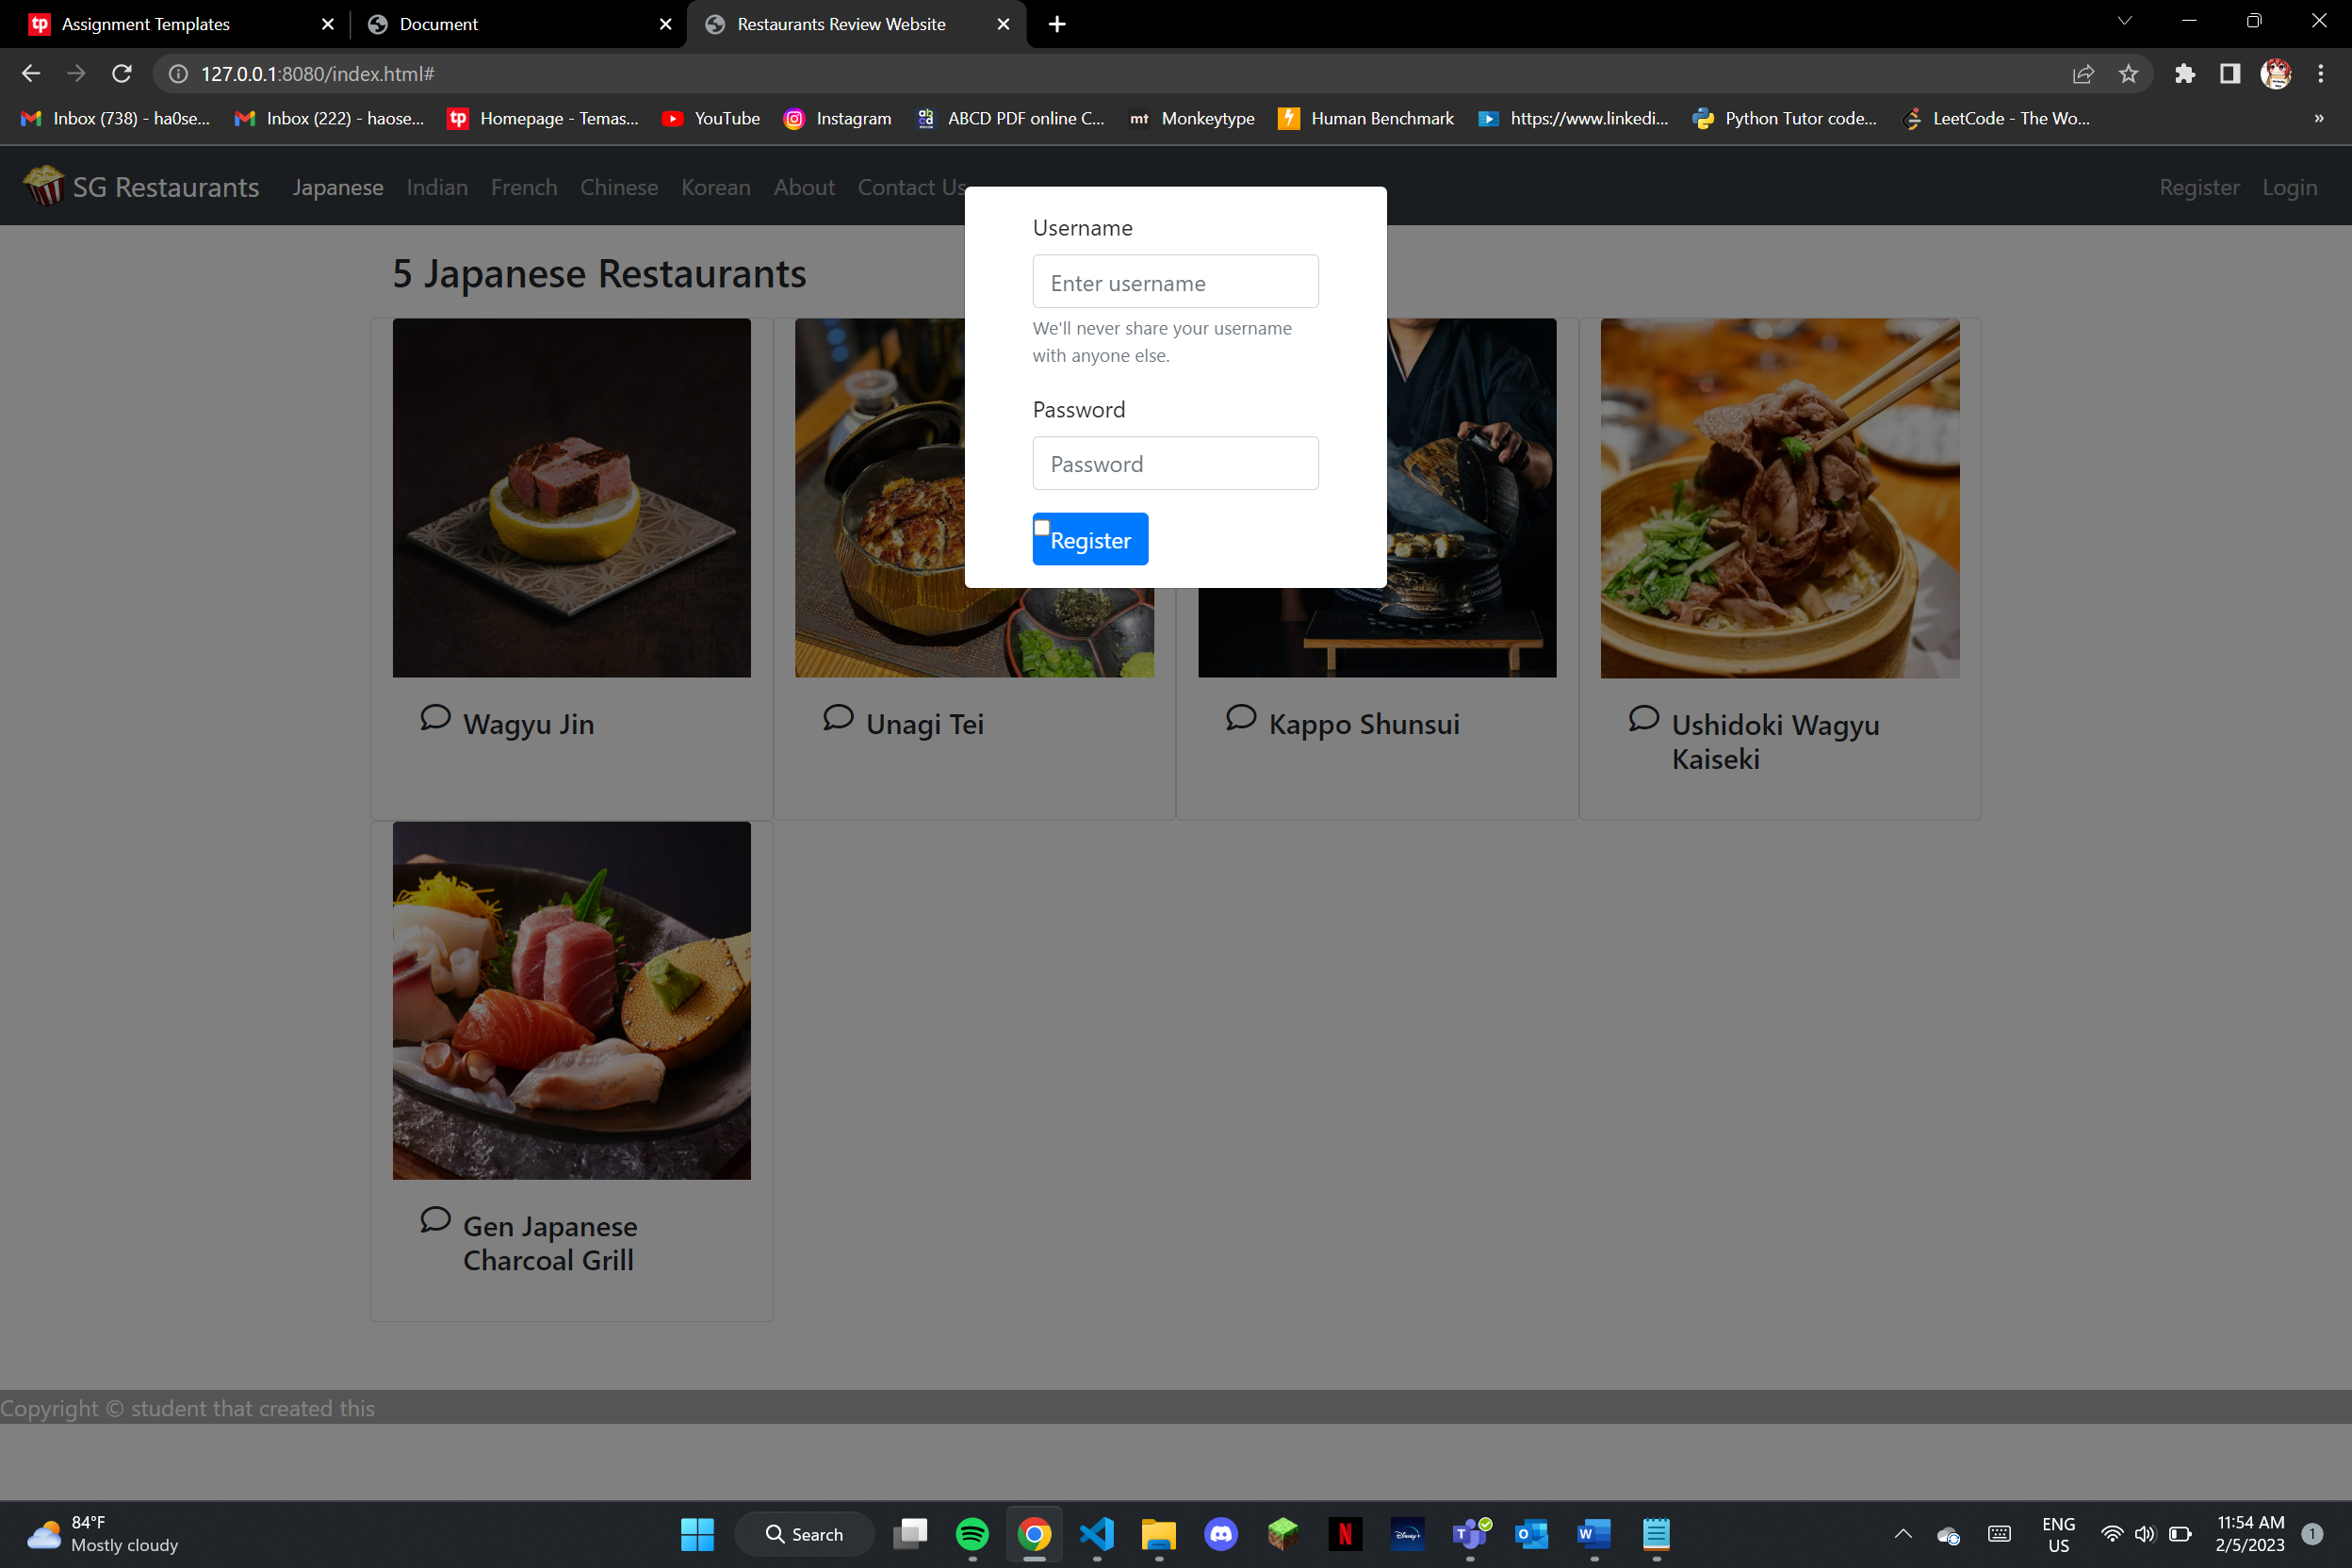 tp Assignment Templates
Document
Restaurants Review Website
127.0.0.1:8080/index.html#
Inbox (738) - ha0se...
Inbox (222) - haose...
tp Homepage - Temas...
YouTube
Instagram
ABCD PDF online C...
mt Monkeytype
Human Benchmark
https://www.linkedi...
Python Tutor code...
LeetCode - The Wo...
»
SG Restaurants
Japanese
Indian
French
Chinese
Korean
About
Contact Us
Register
Login
5 Japanese Restaurants
Username
Enter username
We'll never share your username
with anyone else.
Password
Password
Register
Wagyu Jin
Unagi Tei
Kappo Shunsui
Ushidoki Wagyu
Kaiseki
Gen Japanese
Charcoal Grill
Copyright © student that created this
84°F
Mostly cloudy
Search
N
Disney+
T
O
W
ENG
US
11:54 AM
2/5/2023
1